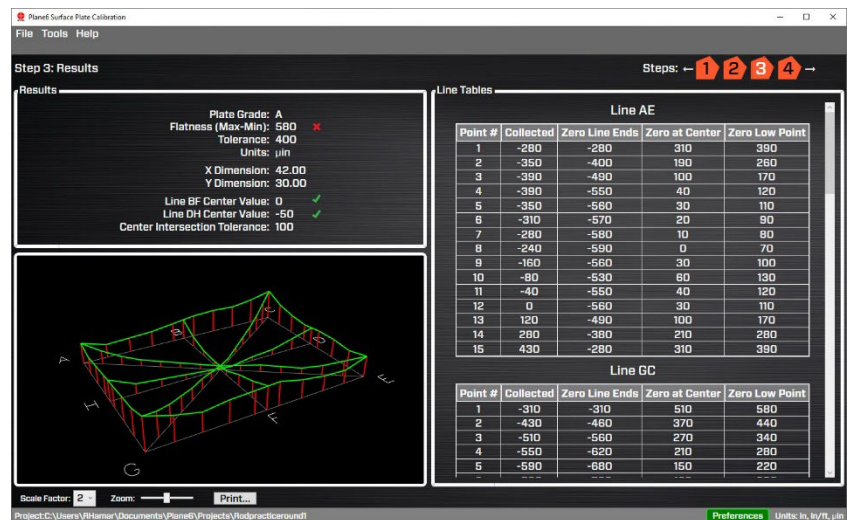 Plane6 Surface Plate Calibration
File Tools Help
Step 3: Results
Steps: ← 1 2 3 4 →
Results
Plate Grade: A
Flatness (Max-Min): 580
Tolerance: 400
Units: µin
X Dimension: 42.00
Y Dimension: 30.00
Line BF Center Value: 0
Line DH Center Value: -50
Center Intersection Tolerance: 100
A
B
C
D
E
F
G
H
Line Tables
Line AE
Point # Collected Zero Line Ends Zero at Center Zero Low Point
1 -280 -280 310 390
2 -350 -400 190 260
3 -390 -490 100 170
4 -390 -550 40 120
5 -350 -560 30 110
6 -310 -570 20 90
7 -280 -580 10 80
8 -240 -590 0 70
9 -160 -560 30 100
10 -80 -530 60 130
11 -40 -550 40 120
12 0 -560 30 110
13 120 -490 100 170
14 280 -380 210 280
15 430 -280 310 390
Line GC
Point # Collected Zero Line Ends Zero at Center Zero Low Point
1 -310 -310 510 580
2 -430 -460 370 440
3 -510 -560 270 340
4 -550 -620 210 280
5 -590 -680 150 220
Scale Factor: 2 Zoom: Print...
Project:C:\Users\RHamar\Documents\Plane6\Projects\Rodpracticeround1
Preferences Units: in, in/ft, µin